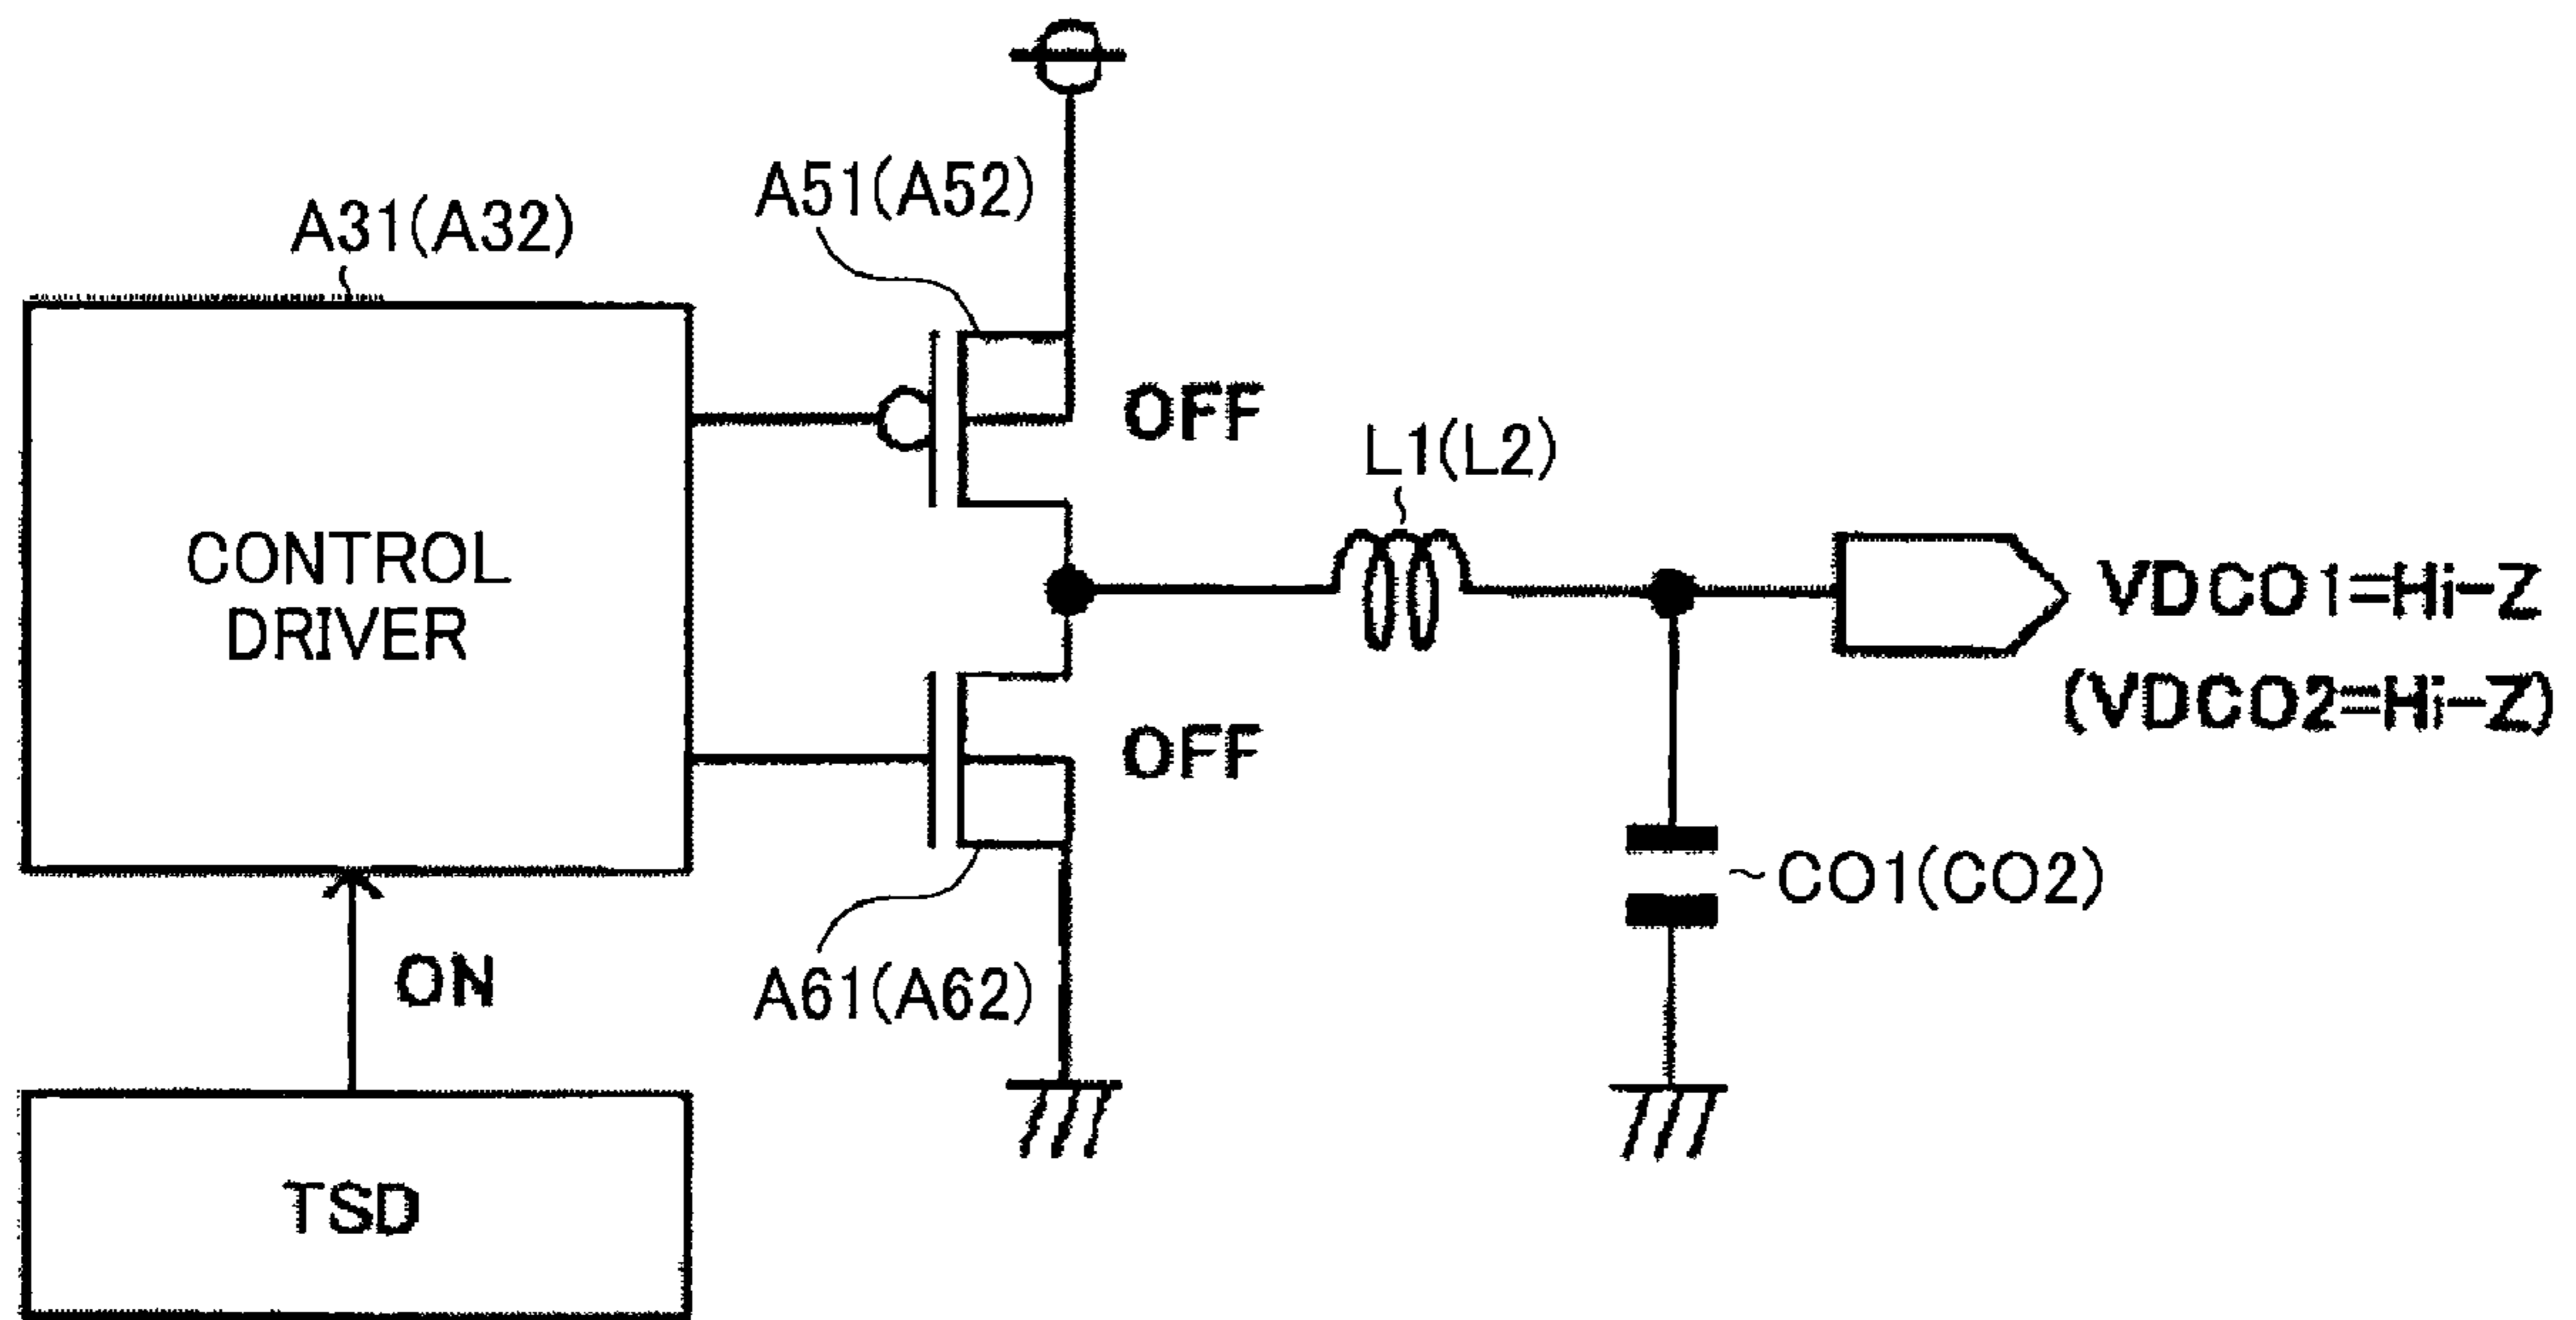 A31(A32)
A51(A52)
CONTROL
DRIVER
OFF
L1(L2)
VDCO1=Hi-Z
(VDCO2=Hi-Z)
OFF
CO1(CO2)
A61(A62)
ON
TSD